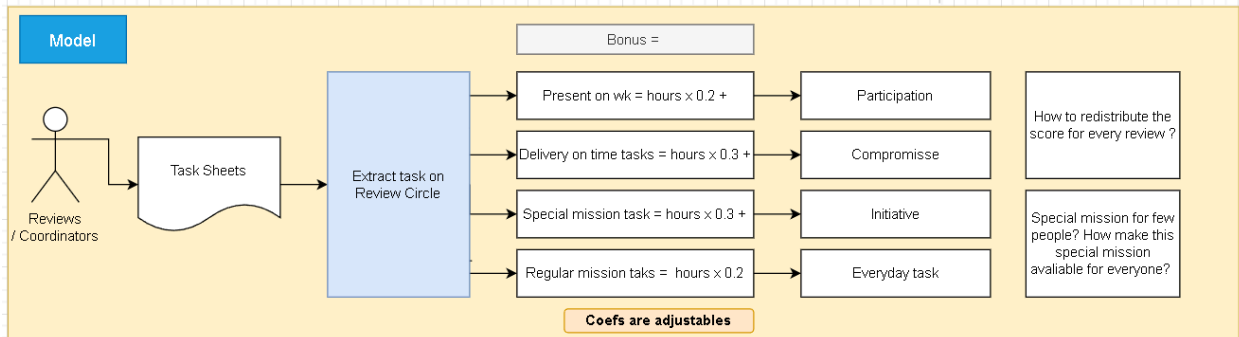 Model
Bonus =
Reviews
/ Coordinators
Task Sheets
Extract task on
Review Circle
Present on wk = hours x 0.2 +
Participation
Delivery on time tasks = hours x 0.3 +
Compromisse
Special mission task = hours x 0.3 +
Initiative
Regular mission taks =  hours x 0.2
Everyday task
How to redistribute the
score for every review ?
Special mission for few
people? How make this
special mission
avaliable for everyone?
Coefs are adjustables